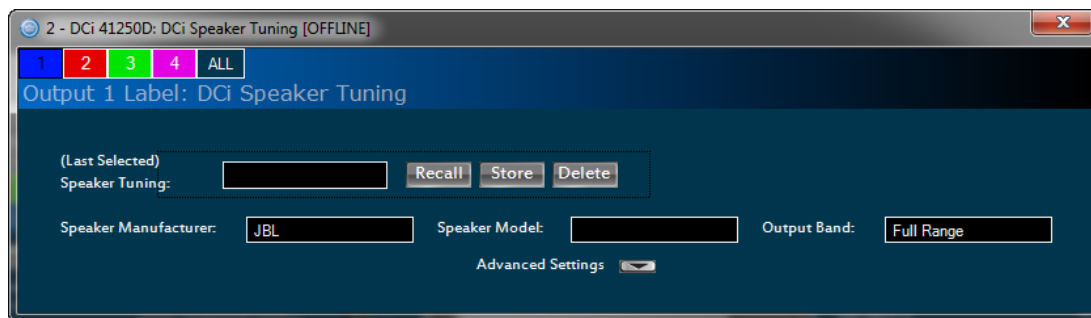 2 - DCi 41250D: DCi Speaker Tuning [OFFLINE]
x
1 2 3 4 ALL
Output 1 Label: DCi Speaker Tuning
(Last Selected)
Speaker Tuning: Recall Store Delete
Speaker Manufacturer: JBL Speaker Model: Output Band: Full Range
Advanced Settings